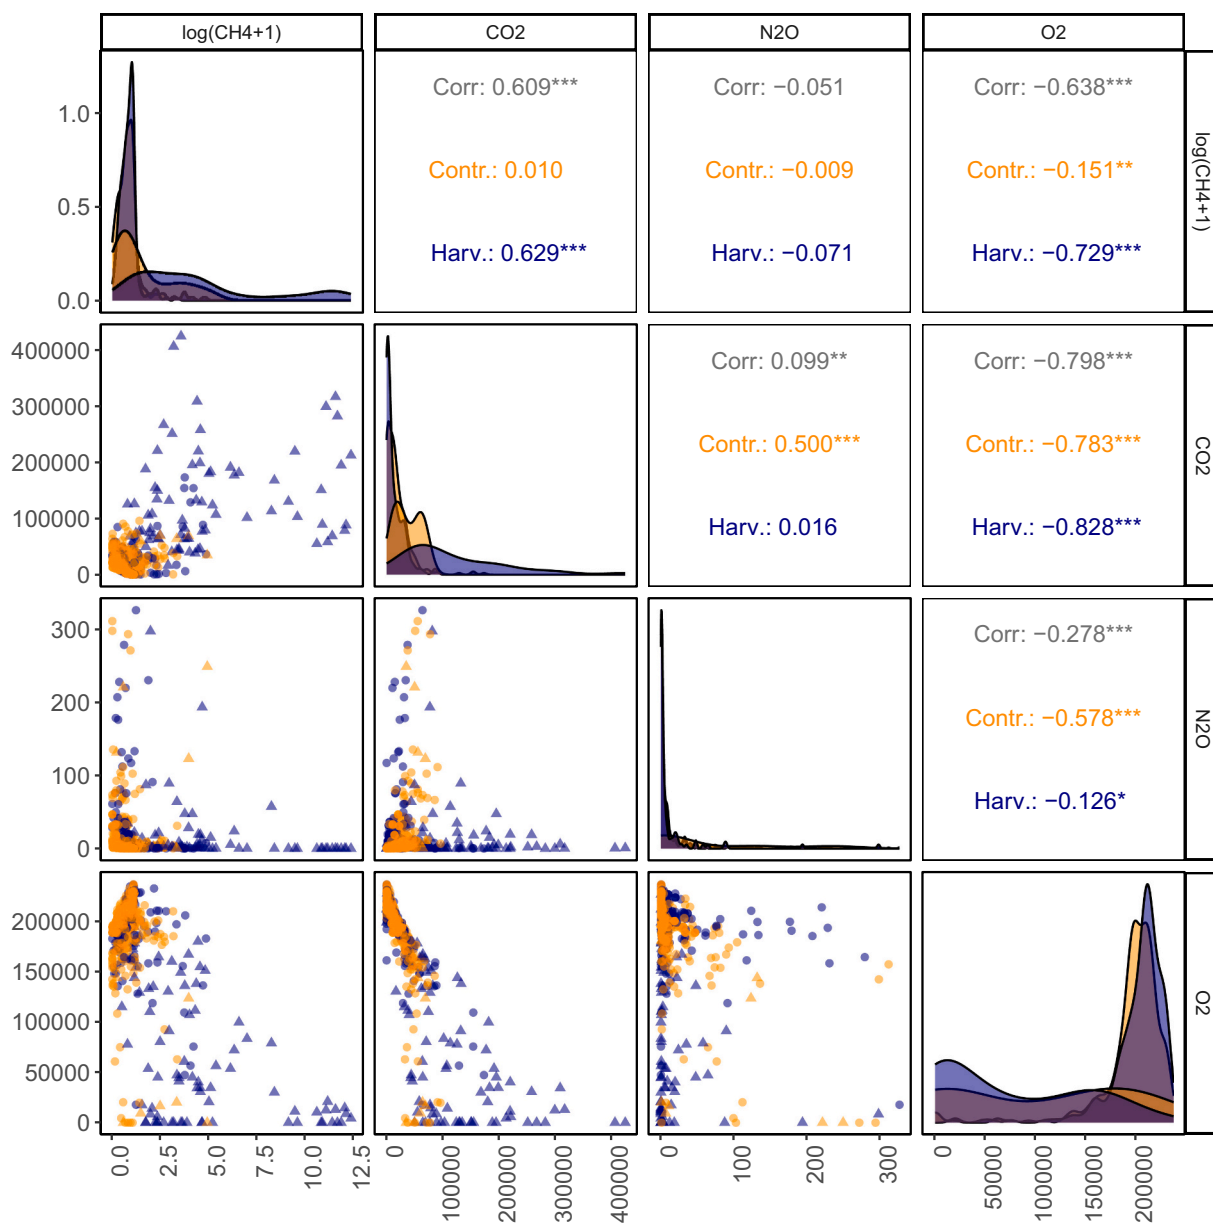 log(CH4+1) CO2 N2O O2
1.0
0.5
0.0
Corr: 0.609*** Corr: −0.051 Corr: −0.638***
Contr.: 0.010 Contr.: −0.009 Contr.: −0.151**
Harv.: 0.629*** Harv.: −0.071 Harv.: −0.729***
log(CH4+1)
400000
300000
200000
100000
0
Corr: 0.099** Corr: −0.798***
Contr.: 0.500*** Contr.: −0.783***
Harv.: 0.016 Harv.: −0.828***
CO2
300
200
100
0
Corr: −0.278***
Contr.: −0.578***
Harv.: −0.126*
N2O
200000
150000
100000
50000
0
O2
0.0 2.5 5.0 7.5 10.0 12.5 0 100000 200000 300000 400000 0 100 200 300 0 50000 100000 150000 200000